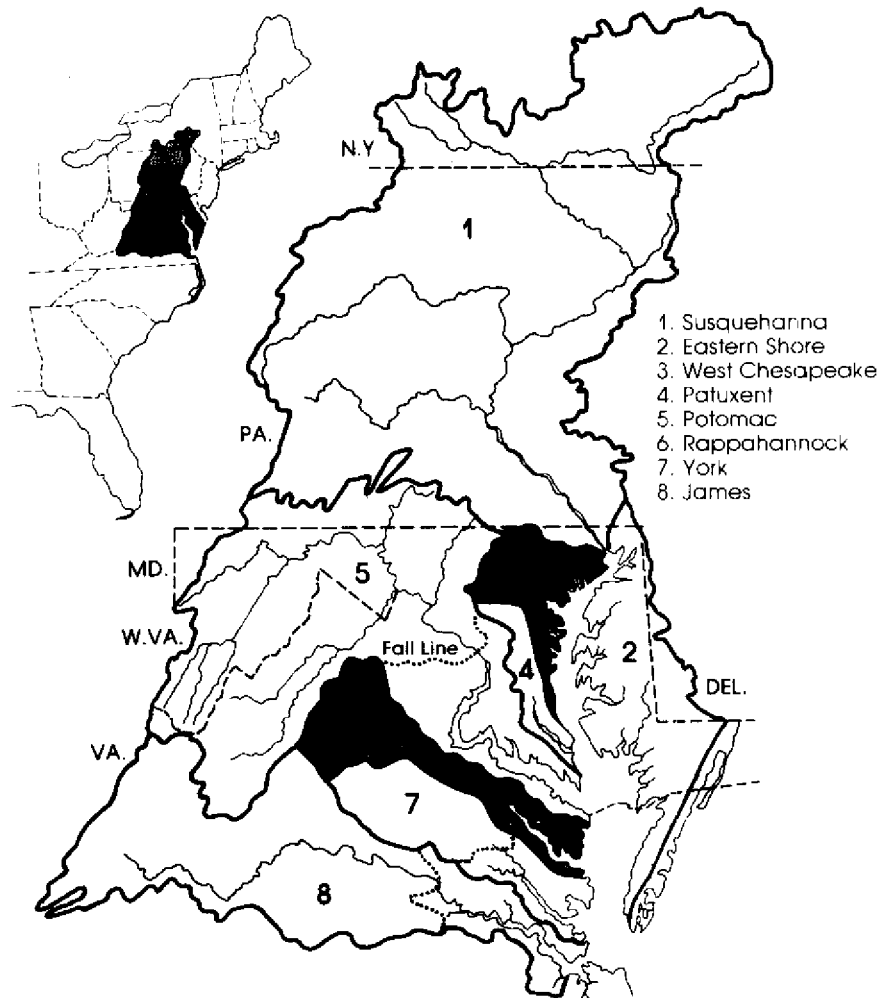 N.Y
1
1. Susquehanna
2. Eastern Shore
3. West Chesapeake
4. Patuxent
5. Potomac
6. Rappahannock
7. York
8. James
PA.
MD.
5
W.VA.
Fall Line
4
2
DEL.
VA.
7
8